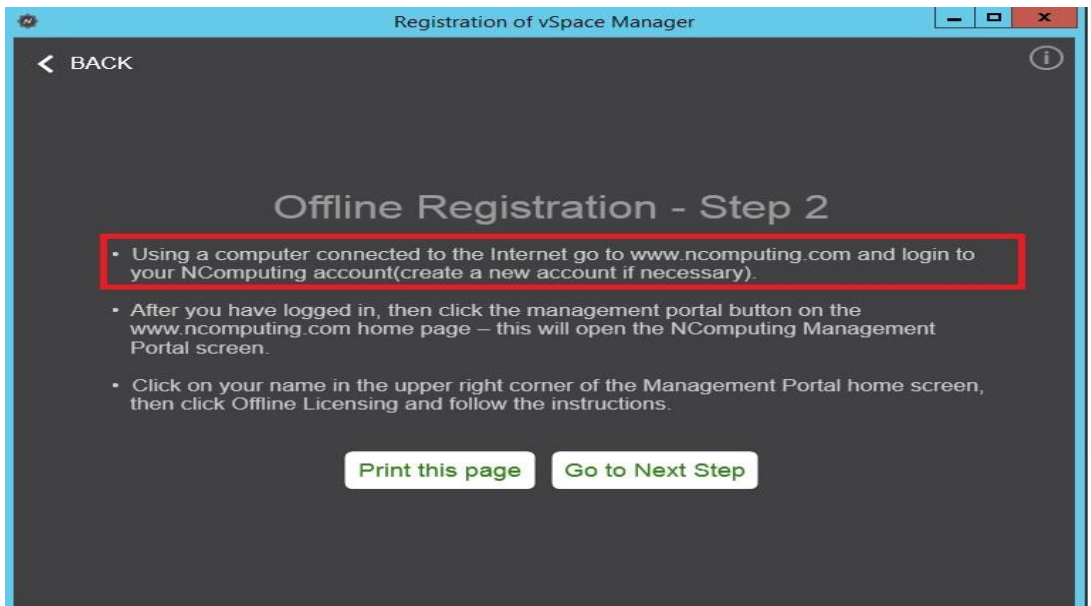 Registration of vSpace Manager
BACK
Offline Registration - Step 2
• Using a computer connected to the Internet go to www.ncomputing.com and login to
your NComputing account(create a new account if necessary).
• After you have logged in, then click the management portal button on the
www.ncomputing.com home page – this will open the NComputing Management
Portal screen.
• Click on your name in the upper right corner of the Management Portal home screen,
then click Offline Licensing and follow the instructions.
Print this page
Go to Next Step